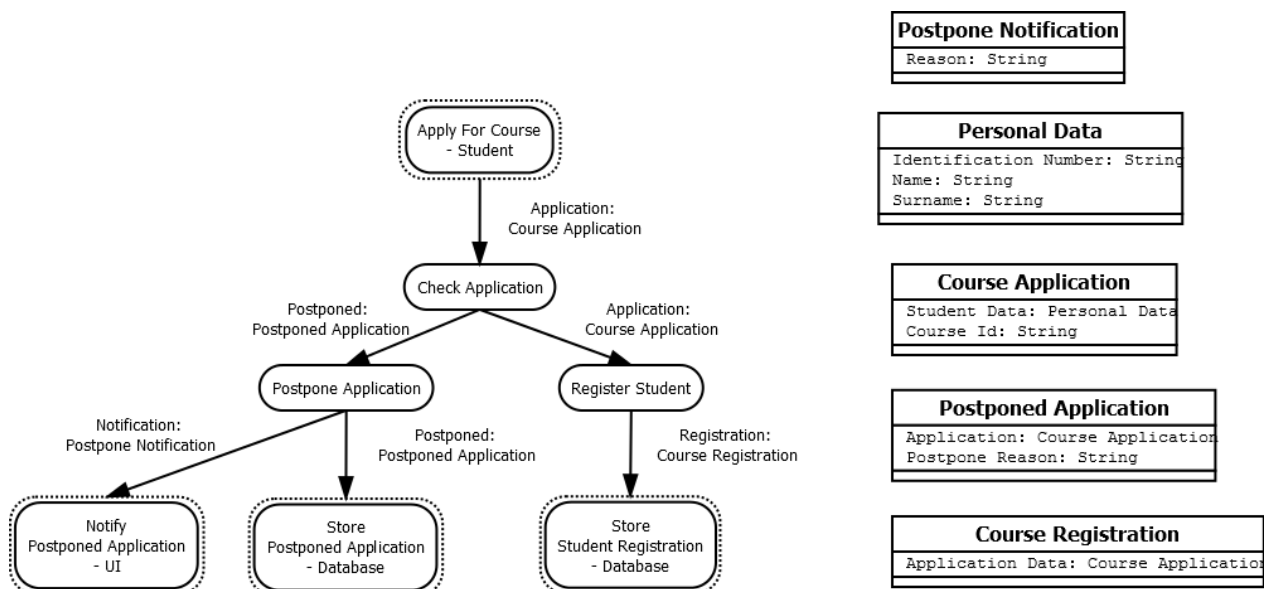 Apply For Course
- Student
Application:
Course Application
Check Application
Postponed:
Postponed Application
Application:
Course Application
Postpone Application
Register Student
Notification:
Postpone Notification
Postponed:
Postponed Application
Registration:
Course Registration
Notify
Postponed Application
- UI
Store
Postponed Application
- Database
Store
Student Registration
- Database
Postpone Notification
Reason: String
Personal Data
Identification Number: String
Name: String
Surname: String
Course Application
Student Data: Personal Data
Course Id: String
Postponed Application
Application: Course Application
Postpone Reason: String
Course Registration
Application Data: Course Application